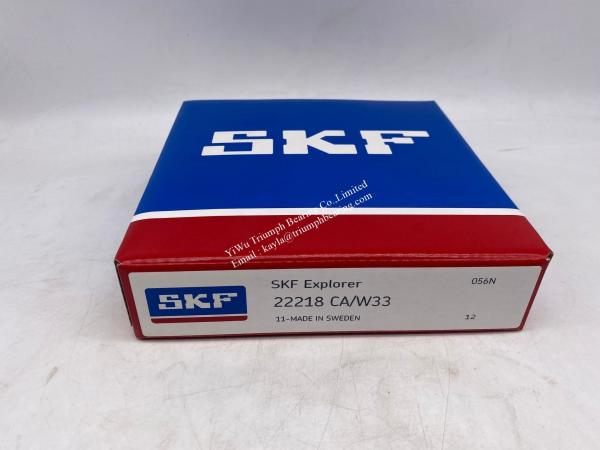 SKF
YiWu Triumph Bearing Co.,Limited
Email : kayla@triumphbearing.com
SKF Explorer
056N
SKF
22218 CA/W33
11-MADE IN SWEDEN
12